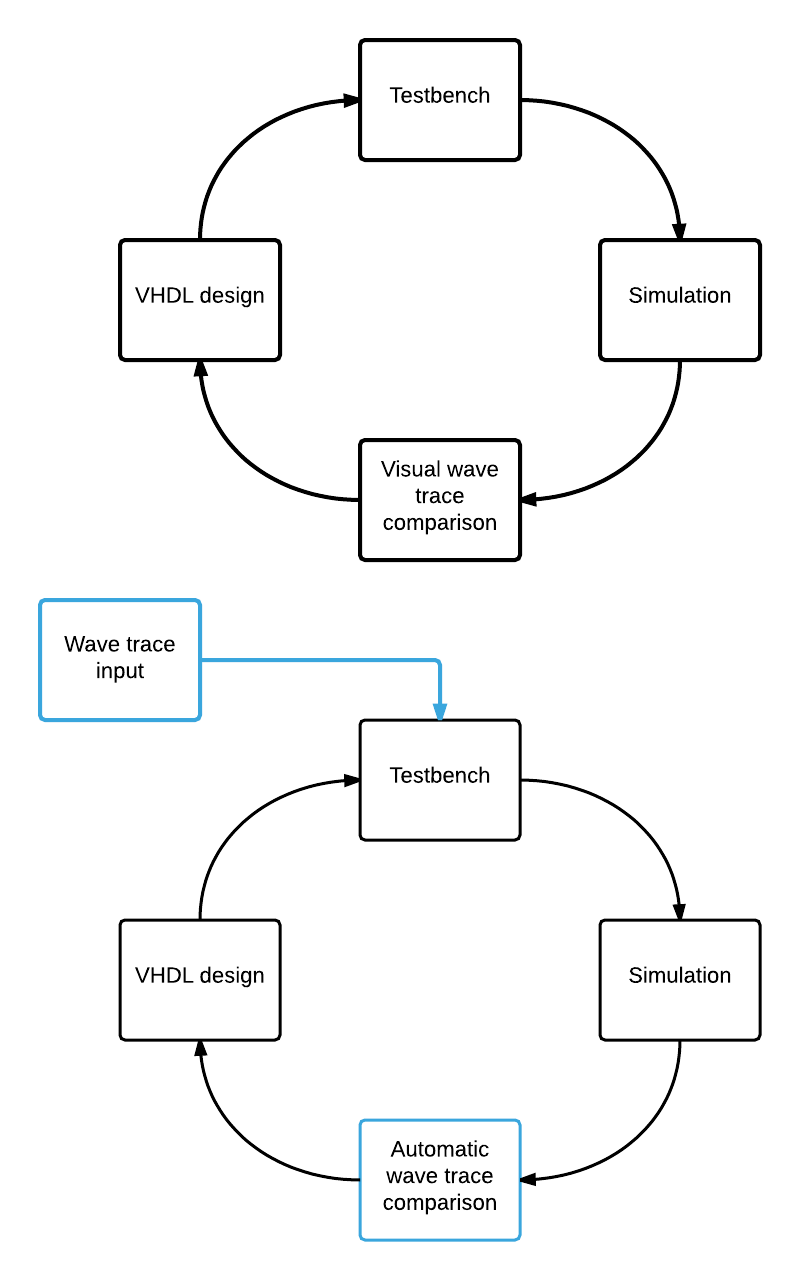 Testbench
VHDL design
Simulation
Visual wave
trace
comparison
Wave trace
input
Testbench
VHDL design
Simulation
Automatic
wave trace
comparison